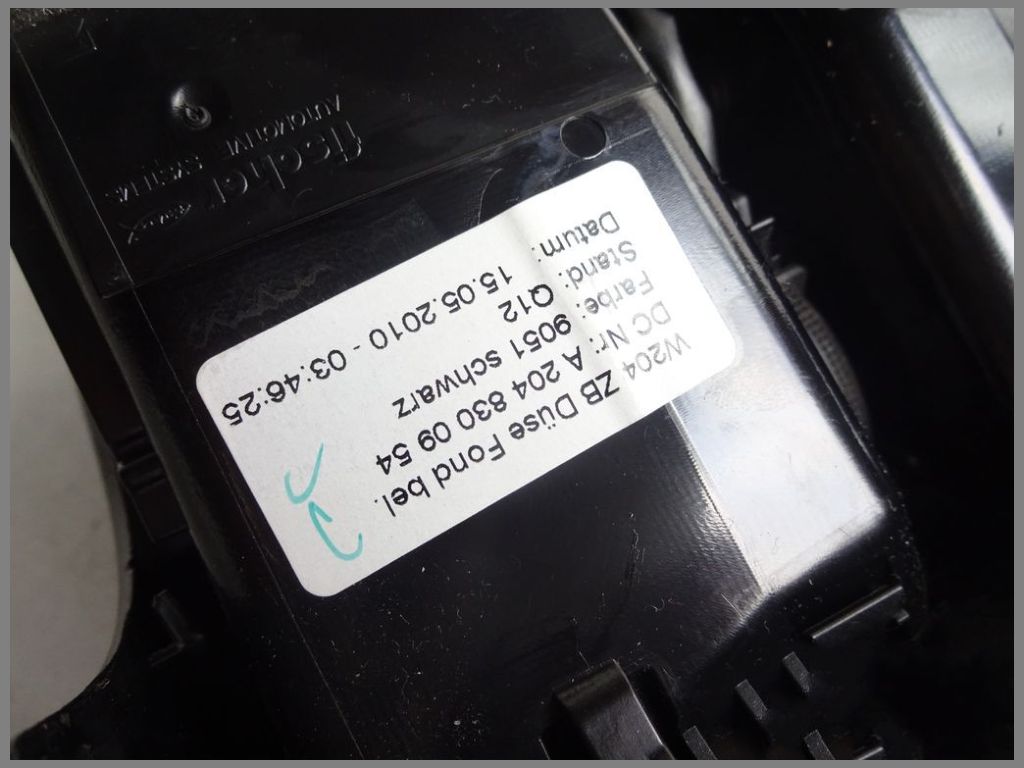 W204 ZB Düse Fond bel.
DC Nr: A 204 830 09 54
Farbe: 9051 schwarz
Stand: Q12
Datum: 15.05.2010 - 03:46:25
fischer
AUTOMOTIVE SYSTEMS